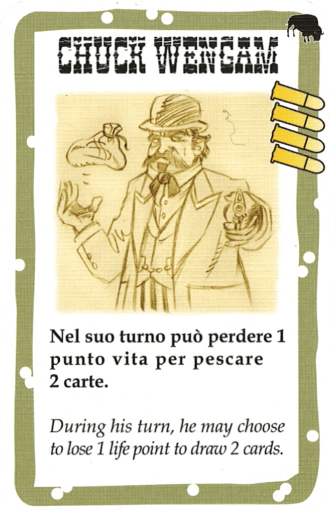 CHUCK WENGAM
Nel suo turno può perdere 1
punto vita per pescare
2 carte.
During his turn, he may choose
to lose 1 life point to draw 2 cards.